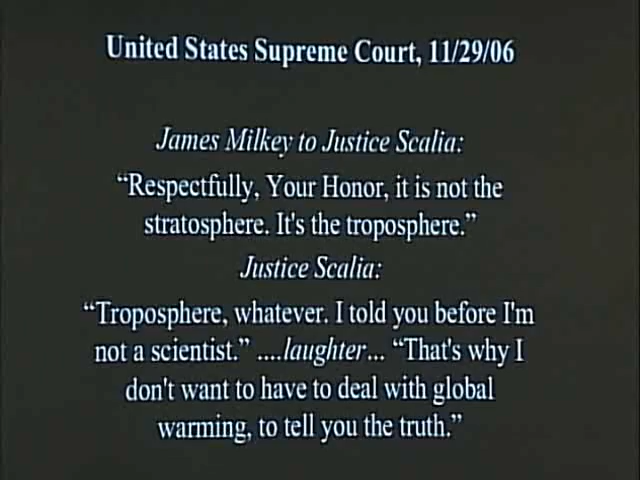 United States Supreme Court, 11/29/06
James Milkey to Justice Scalia:
“Respectfully, Your Honor, it is not the
stratosphere. It's the troposphere.”
Justice Scalia:
“Troposphere, whatever. I told you before I'm
not a scientist.” ....laughter... “That's why I
don't want to have to deal with global
warming, to tell you the truth.”